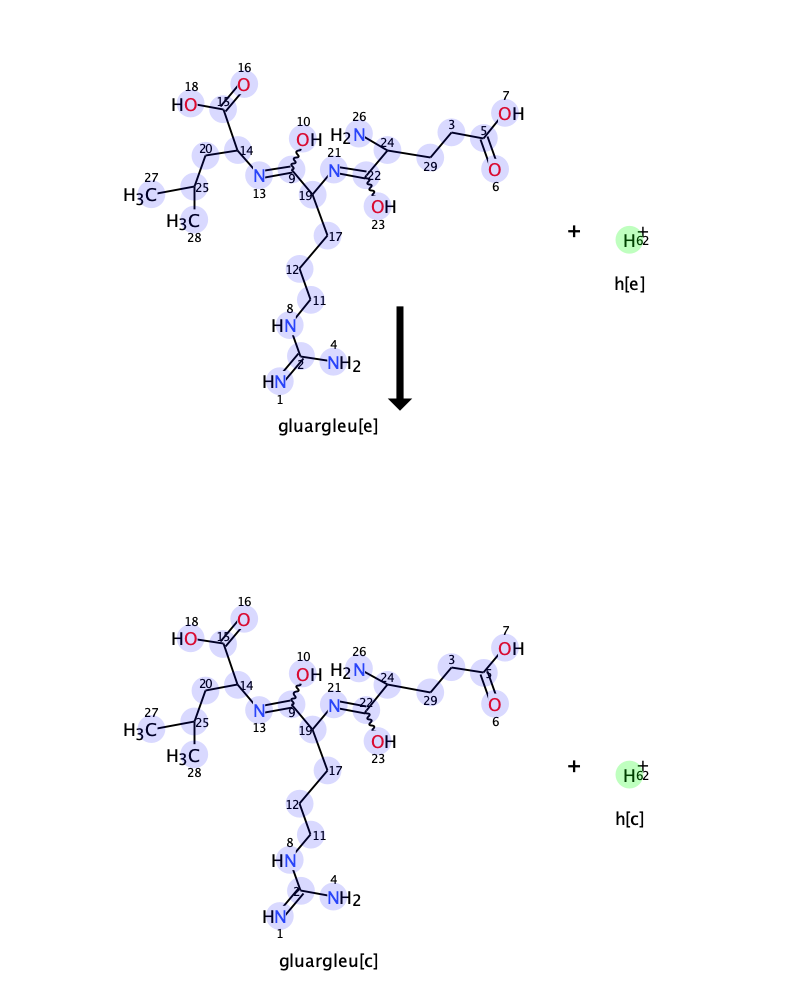 16
18 15 O
HO
10 26 3 7
OH H2N 24 5 OH
20 14 21
N N 22 29 O
27 25 13 9 19 6
H3C OH
H3C 23
28 17
+ H+
62
h[e]
12
11
8
HN
4
2 NH2
HN
1
gluargleu[e]
16
18 15 O
HO
10 26 3 7
OH H2N 24 5 OH
20 14 21
N N 22 29 O
27 25 13 9 19 6
H3C OH
H3C 23
28 17
+ H+
62
h[c]
12
11
8
HN
4
2 NH2
HN
1
gluargleu[c]